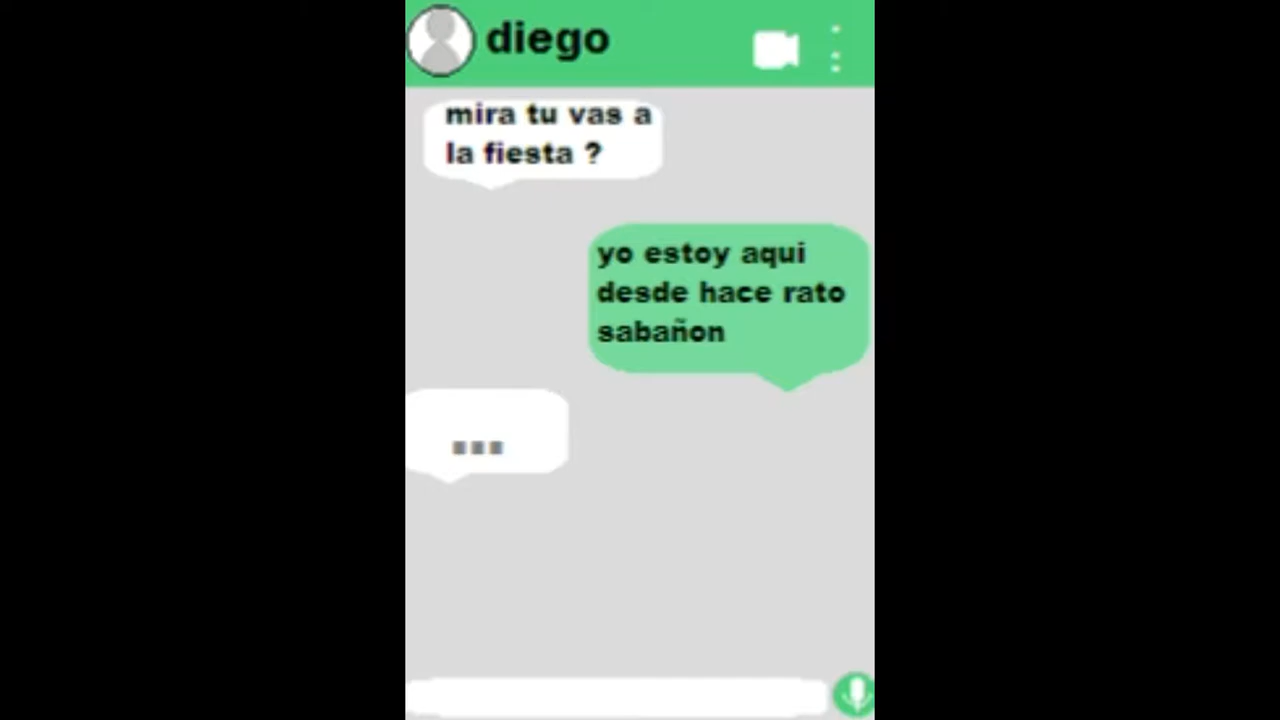 diego
mira tu vas a
la fiesta ?
yo estoy aqui
desde hace rato
sabañon
...